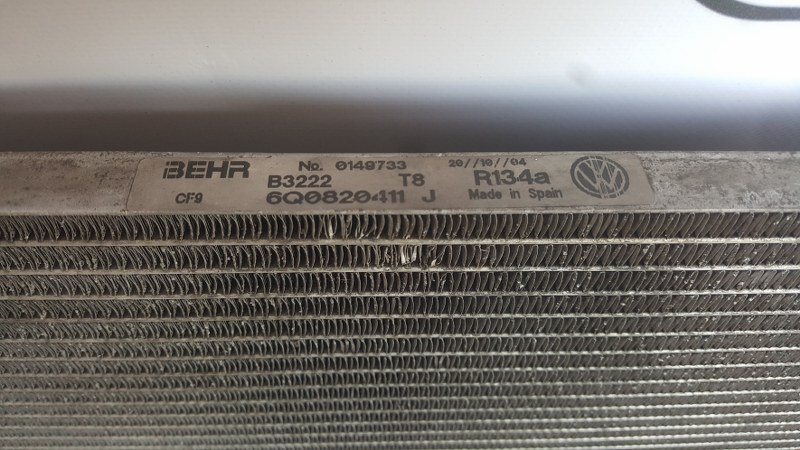 BEHR No. 0149733 20//10//04
B3222 T8 R134a
CF9 6Q0820411 J Made in Spain